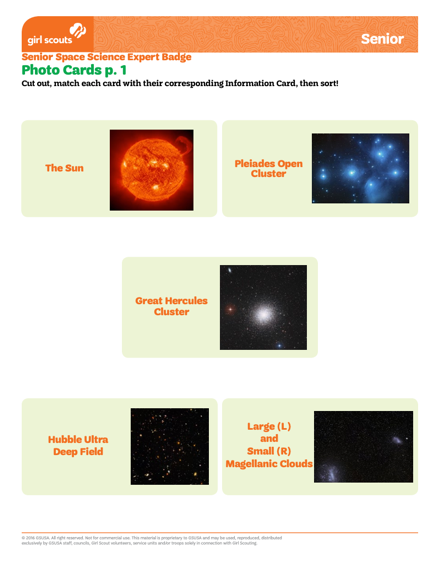 girl scouts
Senior
Senior Space Science Expert Badge
Photo Cards p. 1
Cut out, match each card with their corresponding Information Card, then sort!
The Sun
Pleiades Open
Cluster
Great Hercules
Cluster
Hubble Ultra
Deep Field
Large (L)
and
Small (R)
Magellanic Clouds
© 2016 GSUSA. All right reserved. Not for commercial use. This material is proprietary to GSUSA and may be used, reproduced, distributed
exclusively by GSUSA staff, councils, Girl Scout volunteers, service units and/or troops solely in connection with Girl Scouting.